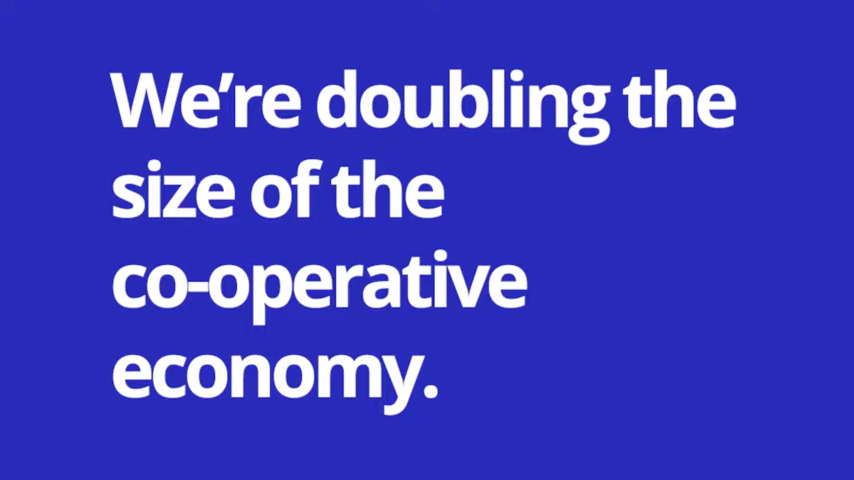 We’re doubling the
size of the
co-operative
economy.